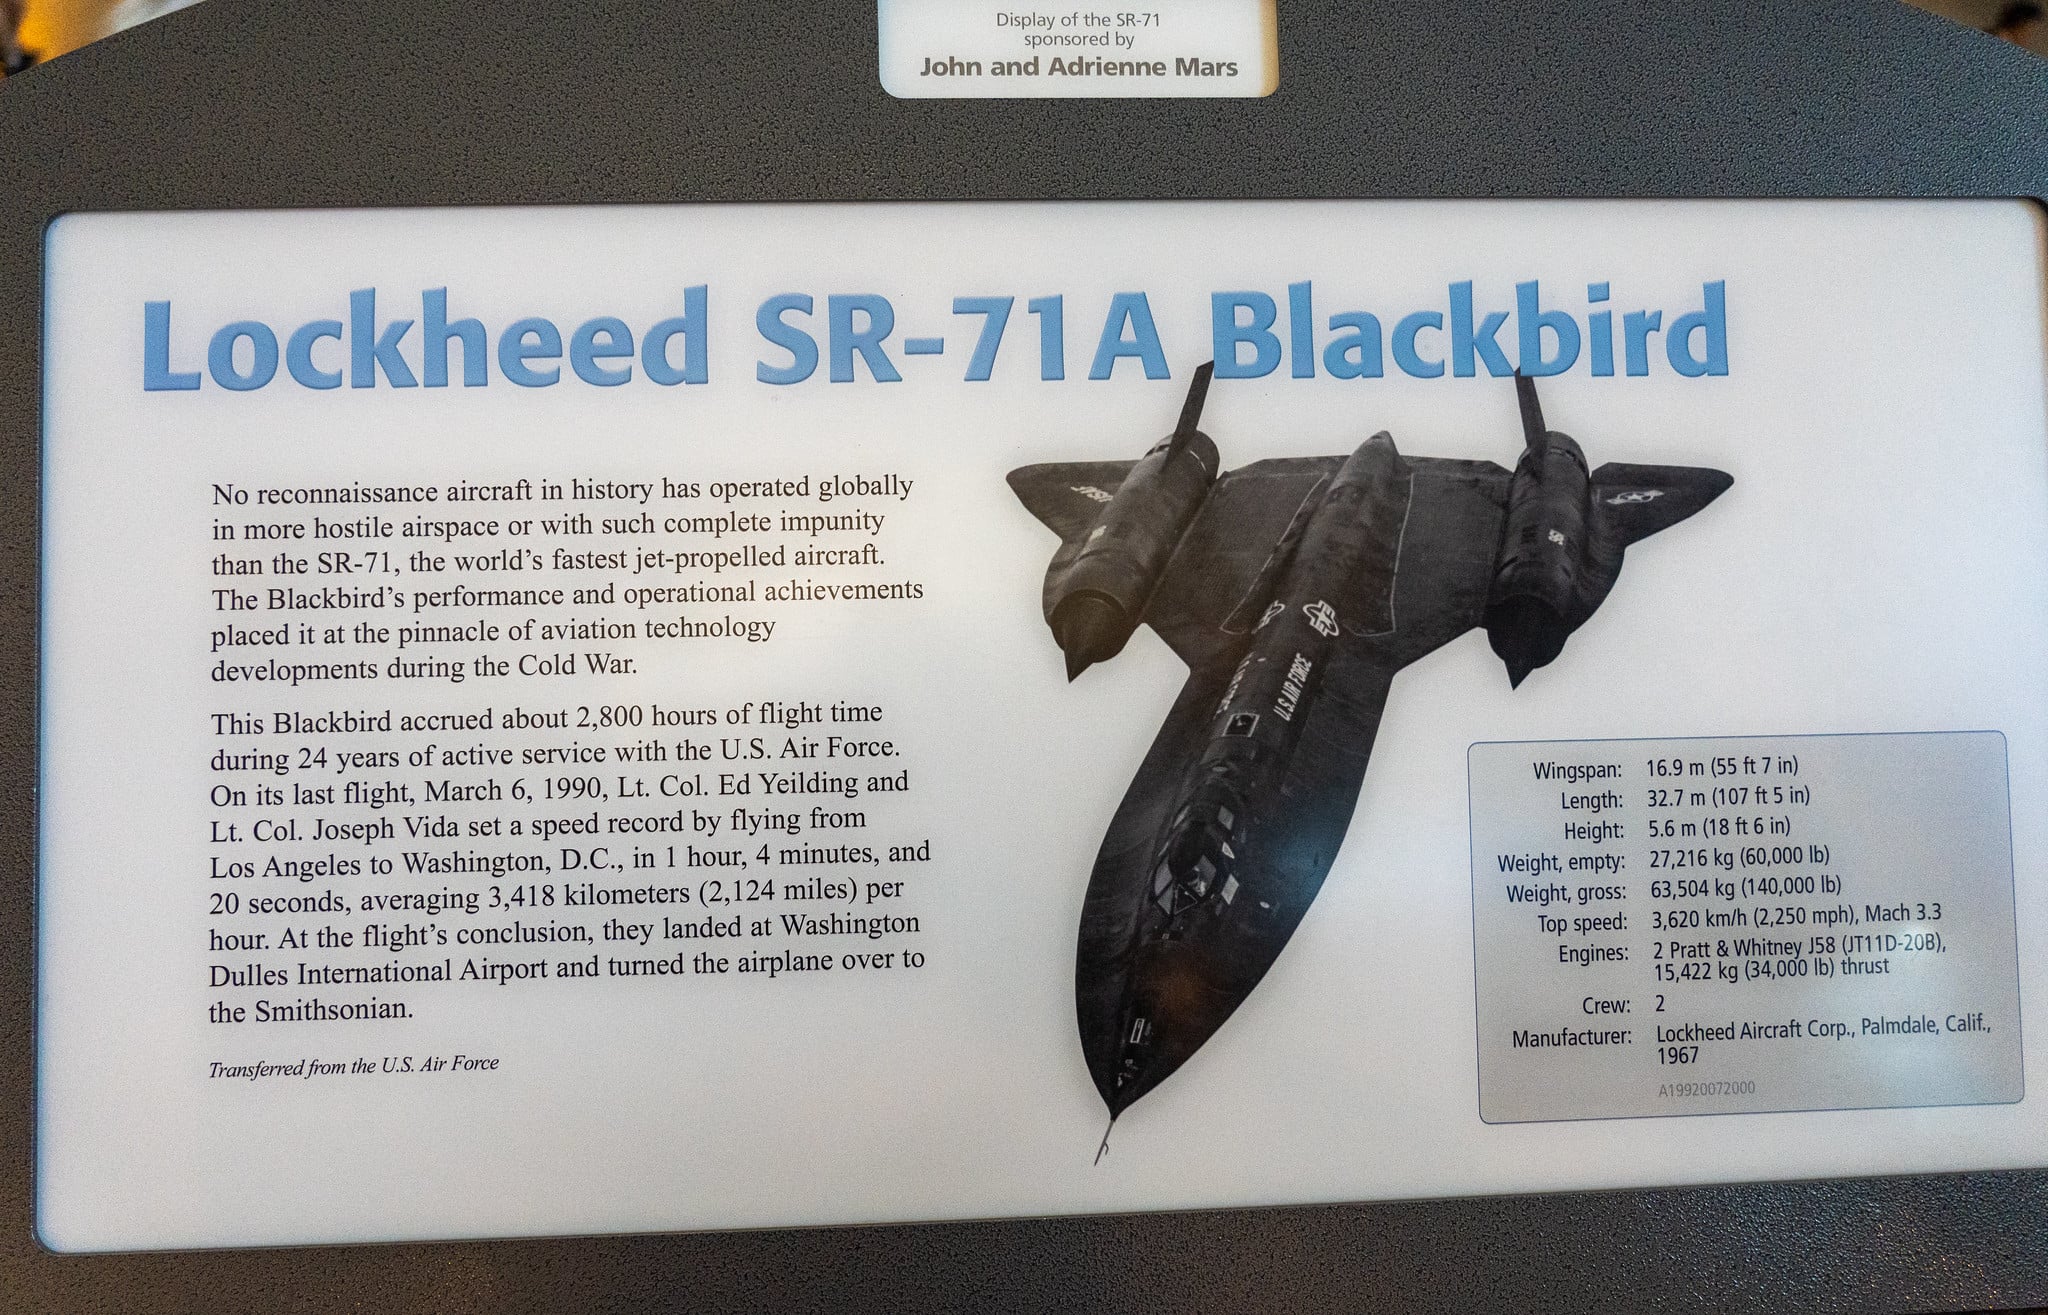 Display of the SR-71
sponsored by
John and Adrienne Mars
Lockheed SR-71A Blackbird
No reconnaissance aircraft in history has operated globally
in more hostile airspace or with such complete impunity
than the SR-71, the world's fastest jet-propelled aircraft.
The Blackbird's performance and operational achievements
placed it at the pinnacle of aviation technology
developments during the Cold War.
This Blackbird accrued about 2,800 hours of flight time
during 24 years of active service with the U.S. Air Force.
On its last flight, March 6, 1990, Lt. Col. Ed Yeilding and
Lt. Col. Joseph Vida set a speed record by flying from
Los Angeles to Washington, D.C., in 1 hour, 4 minutes, and
20 seconds, averaging 3,418 kilometers (2,124 miles) per
hour. At the flight's conclusion, they landed at Washington
Dulles International Airport and turned the airplane over to
the Smithsonian.
Transferred from the U.S. Air Force
U.S. AIR FORCE
Wingspan: 16.9 m (55 ft 7 in)
Length: 32.7 m (107 ft 5 in)
Height: 5.6 m (18 ft 6 in)
Weight, empty: 27,216 kg (60,000 lb)
Weight, gross: 63,504 kg (140,000 lb)
Top speed: 3,620 km/h (2,250 mph), Mach 3.3
Engines: 2 Pratt & Whitney J58 (JT11D-20B),
15,422 kg (34,000 lb) thrust
Crew: 2
Manufacturer: Lockheed Aircraft Corp., Palmdale, Calif.,
1967
A19920072000